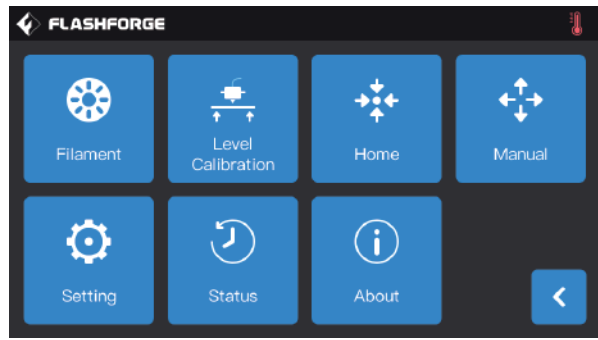 FLASHFORGE
Filament
Level
Calibration
Home
Manual
Setting
Status
About